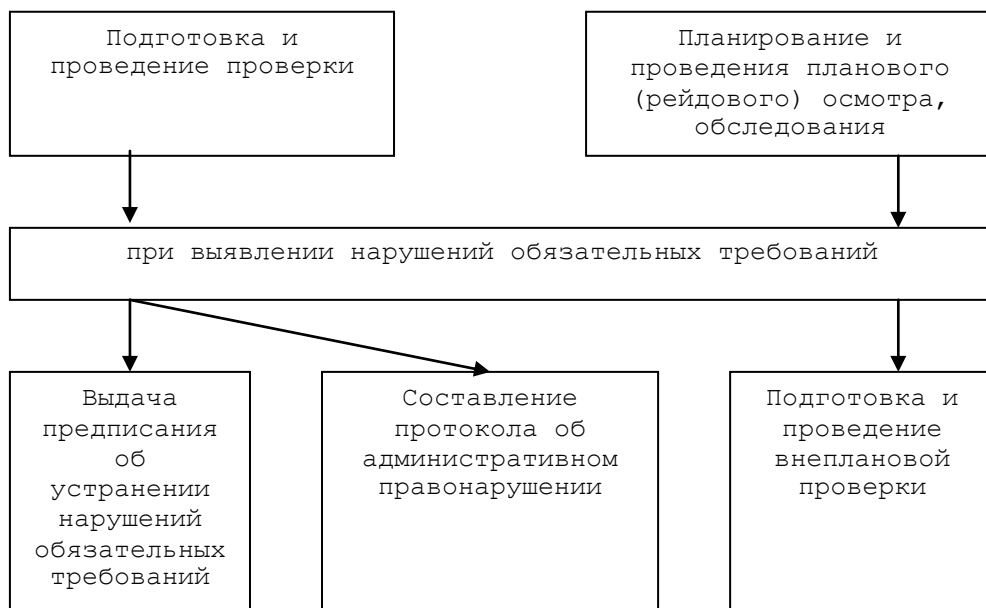 Подготовка и
проведение проверки
Планирование и
проведения планового
(рейдового) осмотра,
обследования
при выявлении нарушений обязательных требований
Выдача
предписания
об
устранении
нарушений
обязательных
требований
Составление
протокола об
административном
правонарушении
Подготовка и
проведение
внеплановой
проверки